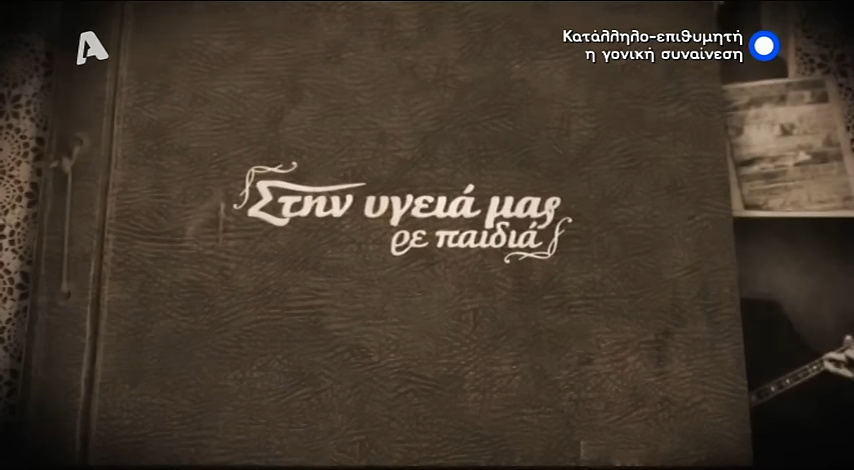 Κατάλληλο-επιθυμητή
η γονική συναίνεση
Στην υγειά μας
ρε παιδιά